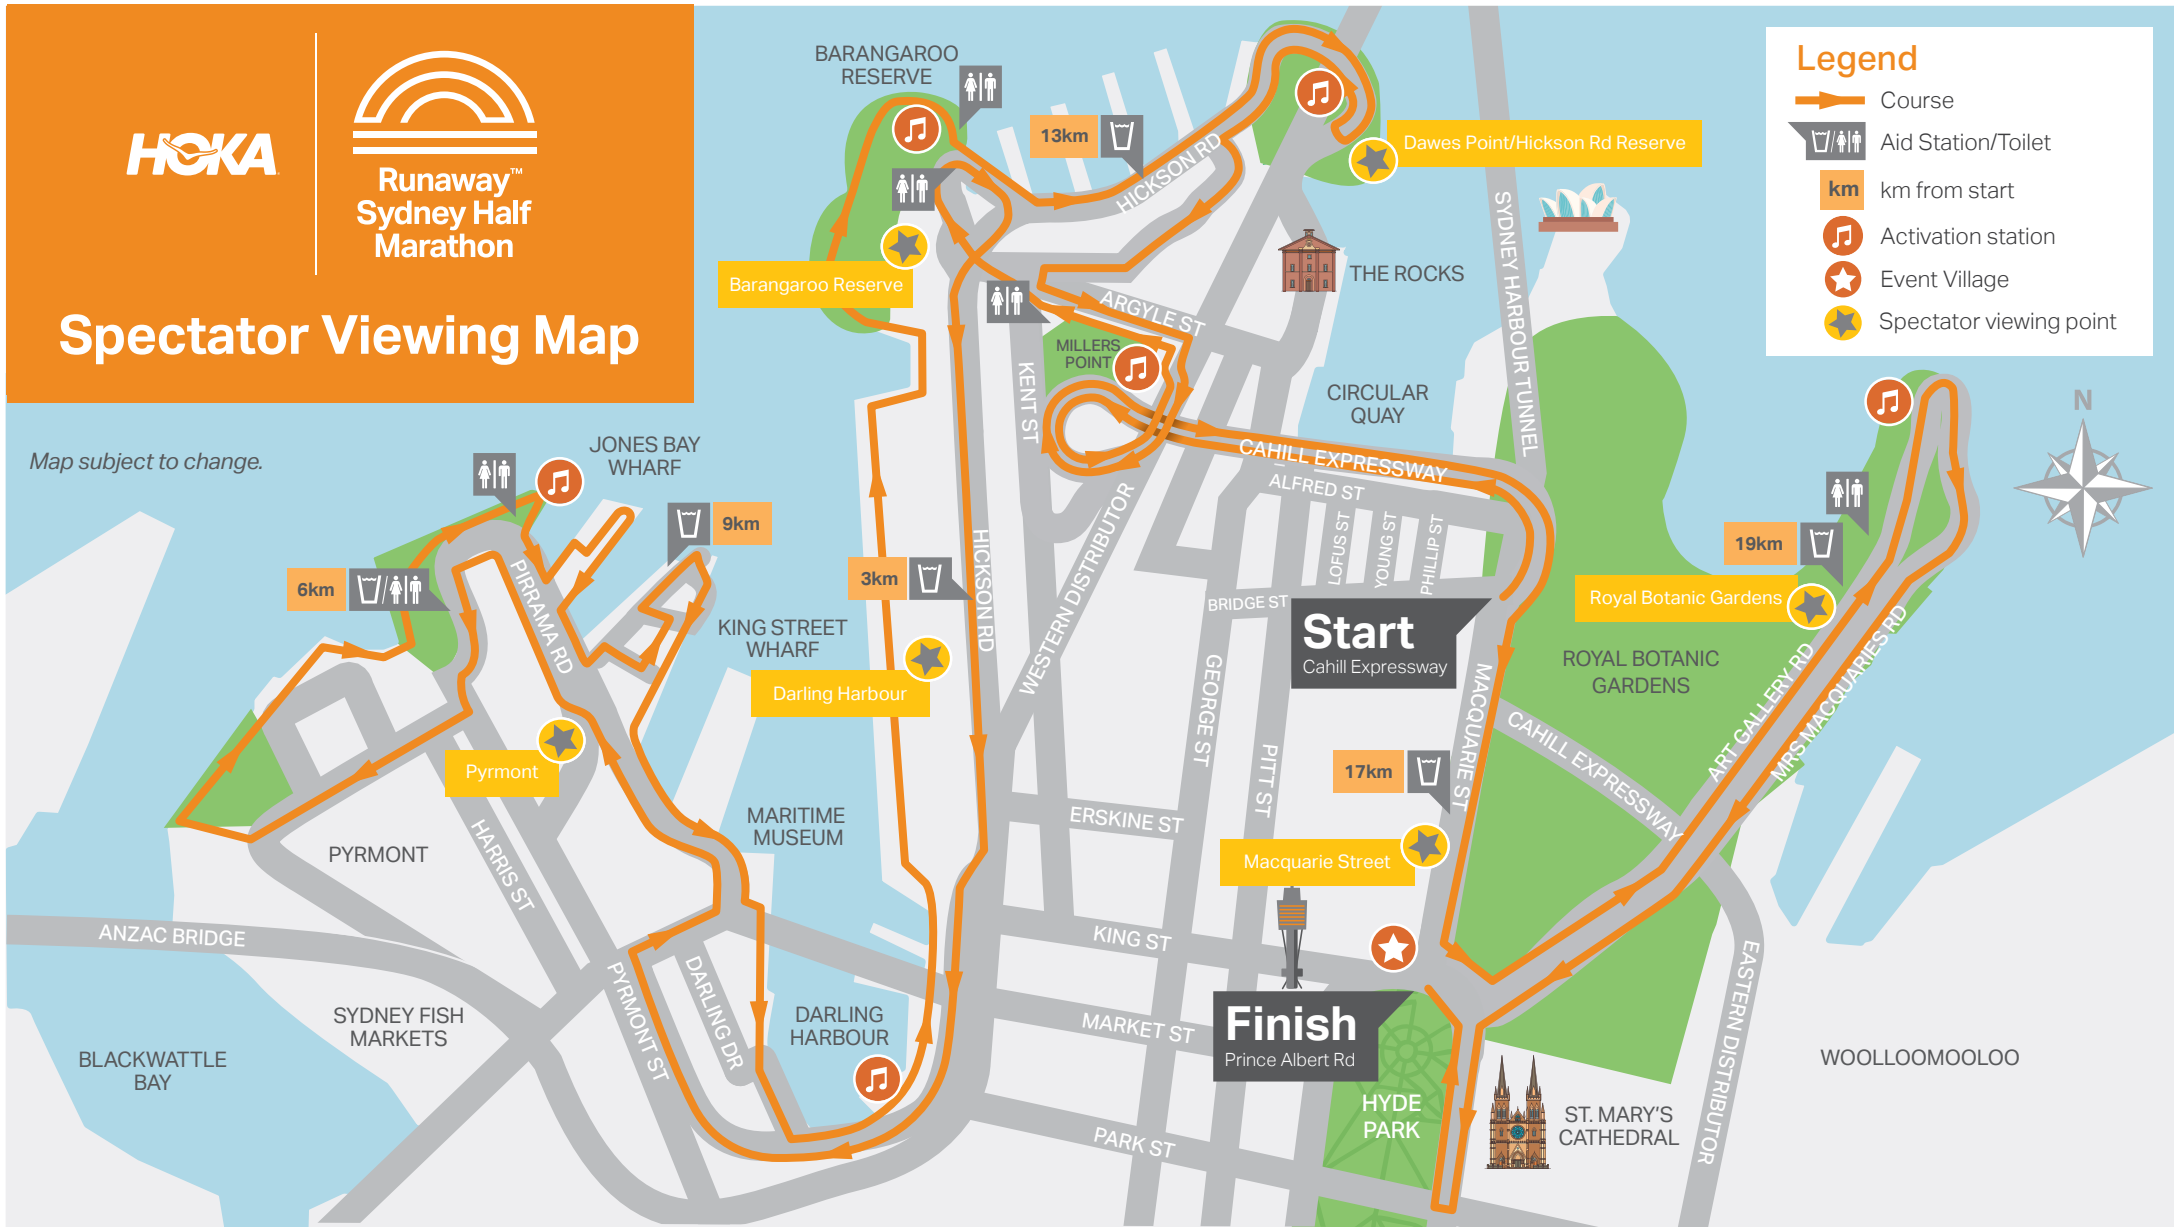 HOKA
Runaway™
Sydney Half
Marathon
Spectator Viewing Map
Map subject to change.
Legend
Course
Aid Station/Toilet
km
km from start
Activation station
Event Village
Spectator viewing point
N
BARANGAROO
RESERVE
13km
HICKSON RD
Dawes Point/Hickson Rd Reserve
SYDNEY HARBOUR TUNNEL
THE ROCKS
Barangaroo Reserve
ARGYLE ST
MILLERS
POINT
KENT ST
CIRCULAR
QUAY
CAHILL EXPRESSWAY
ALFRED ST
LOFUS ST
YOUNG ST
PHILLIP ST
BRIDGE ST
JONES BAY
WHARF
9km
6km
PIRRAMA RD
3km
HICKSON RD
WESTERN DISTRIBUTOR
KING STREET
WHARF
Darling Harbour
Start
Cahill Expressway
19km
Royal Botanic Gardens
ROYAL BOTANIC
GARDENS
ART GALLERY RD
MRS MACQUARIES RD
MACQUARIE ST
GEORGE ST
PITT ST
CAHILL EXPRESSWAY
Pyrmont
17km
Macquarie Street
MARITIME
MUSEUM
ERSKINE ST
PYRMONT
HARRIS ST
ANZAC BRIDGE
KING ST
PYRMONT ST
DARLING DR
DARLING
HARBOUR
SYDNEY FISH
MARKETS
BLACKWATTLE
BAY
MARKET ST
Finish
Prince Albert Rd
EASTERN DISTRIBUTOR
WOOLLOOMOOLOO
HYDE
PARK
ST. MARY'S
CATHEDRAL
PARK ST